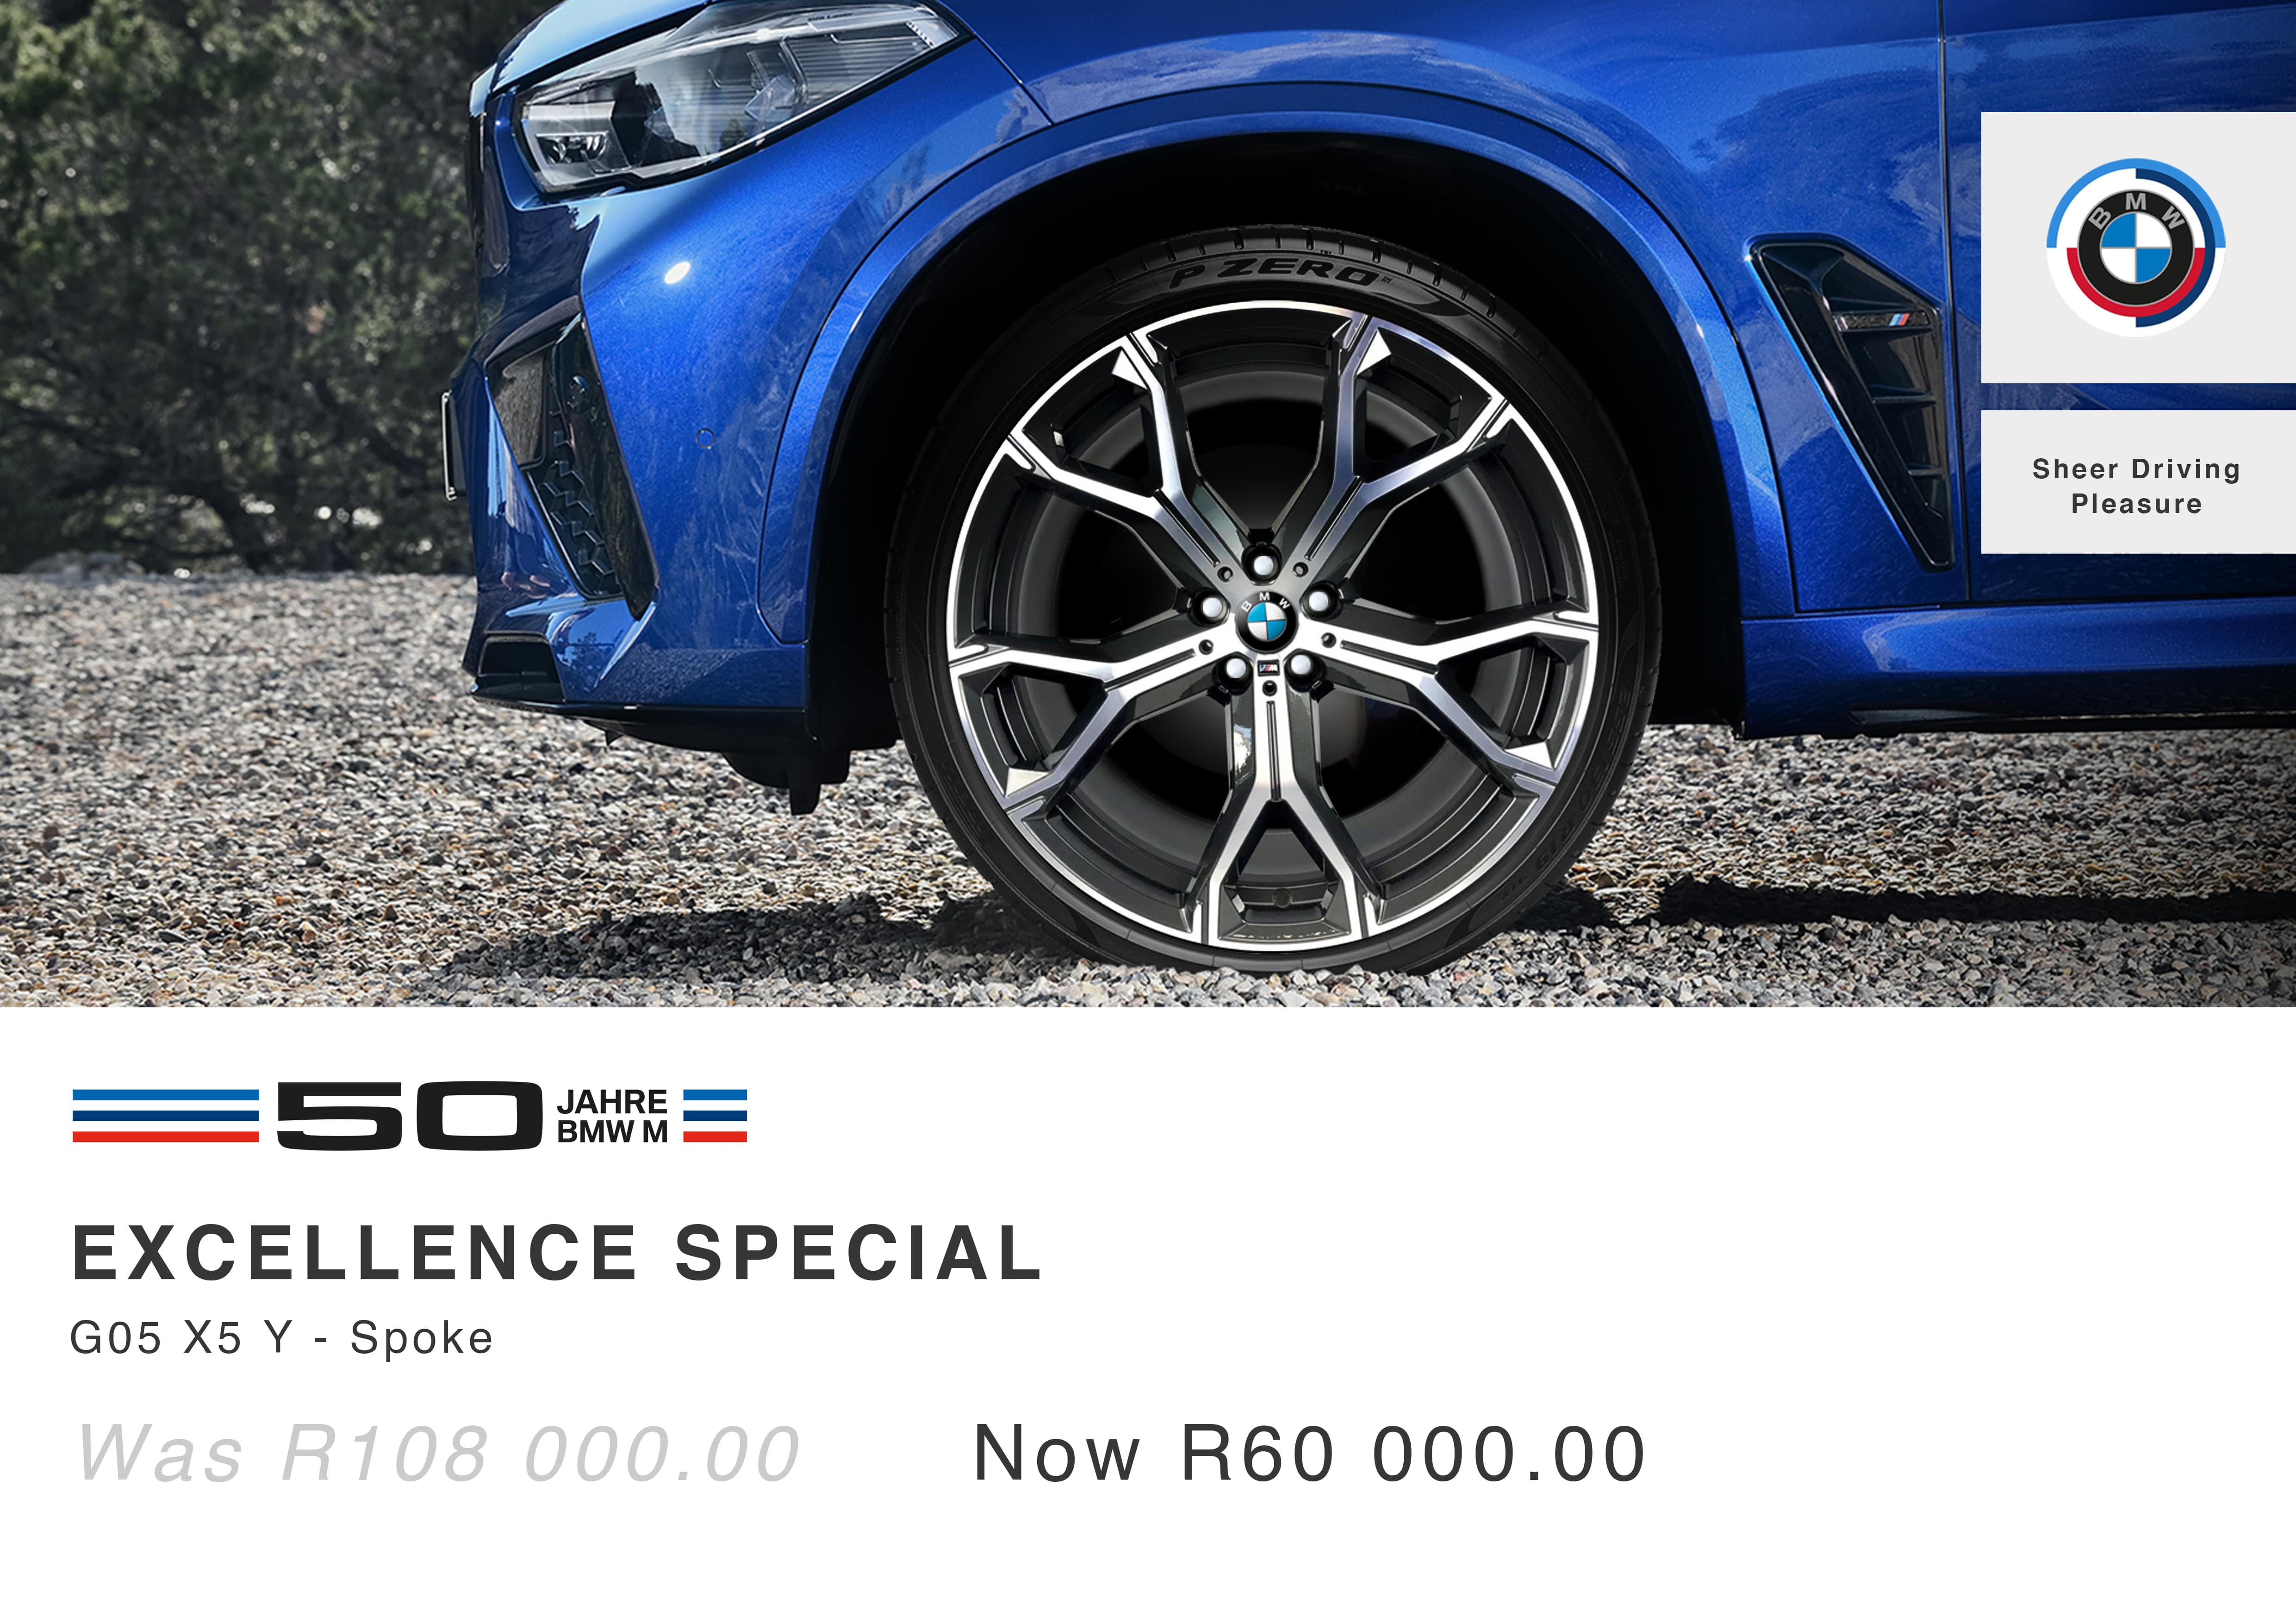 P ZERO
BMW
Sheer Driving
Pleasure
BMW
50 JAHRE
BMW M
EXCELLENCE SPECIAL
G05 X5 Y - Spoke
Was R108 000.00
Now R60 000.00